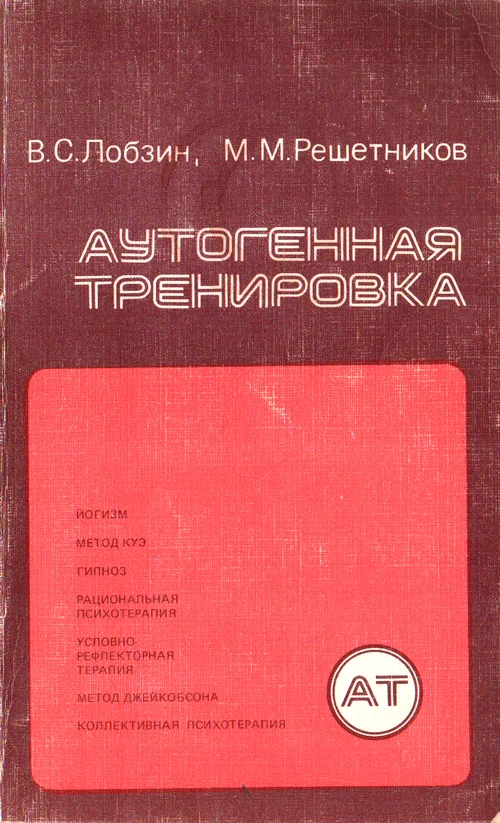 В.С.Лобзин, М.М.Решетников
АУТОГЕННАЯ
ТРЕНИРОВКА
ЙОГИЗМ
МЕТОД КУЭ
ГИПНОЗ
РАЦИОНАЛЬНАЯ
ПСИХОТЕРАПИЯ
УСЛОВНО-
РЕФЛЕКТОРНАЯ
ТЕРАПИЯ
МЕТОД ДЖЕЙКОБСОНА
КОЛЛЕКТИВНАЯ ПСИХОТЕРАПИЯ
АТ